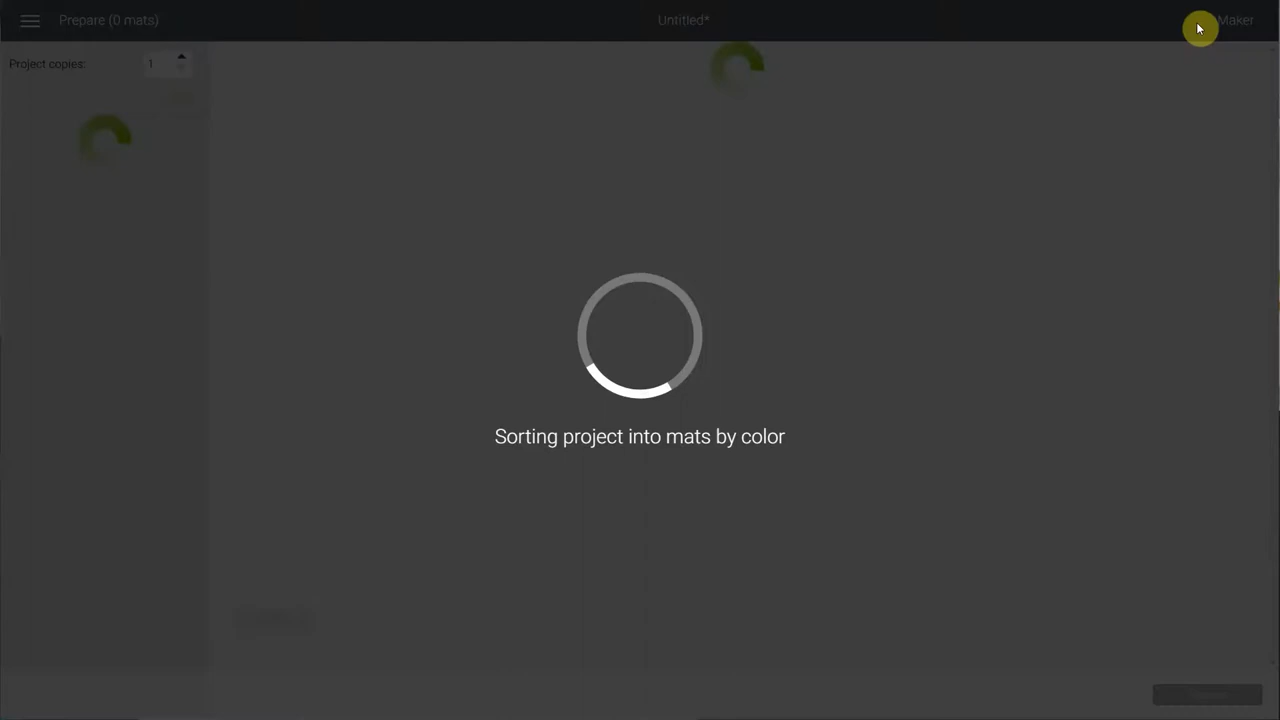 Prepare (0 mats)
Untitled*
Maker
Project copies:
1
Sorting project into mats by color